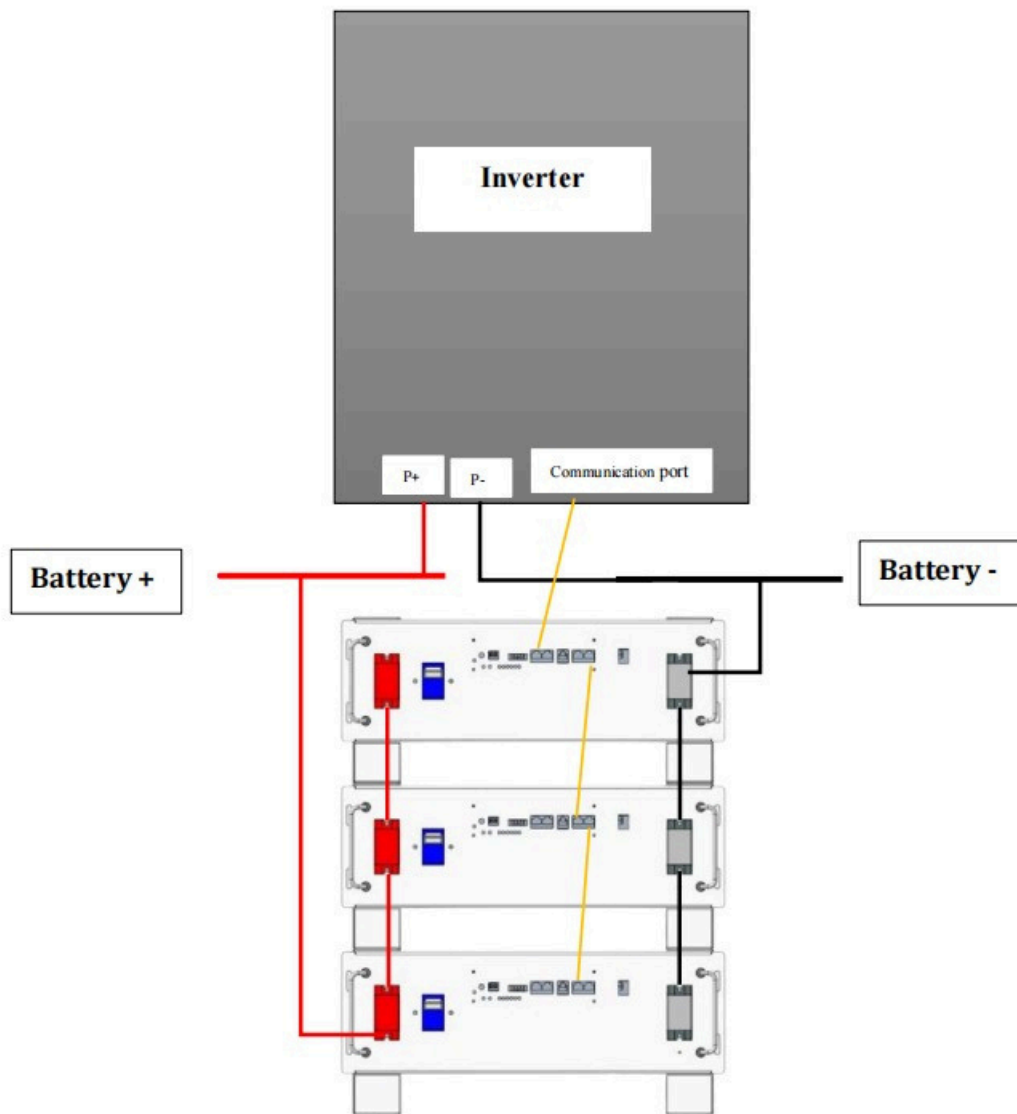 Inverter
P+
P-
Communication port
Battery +
Battery -